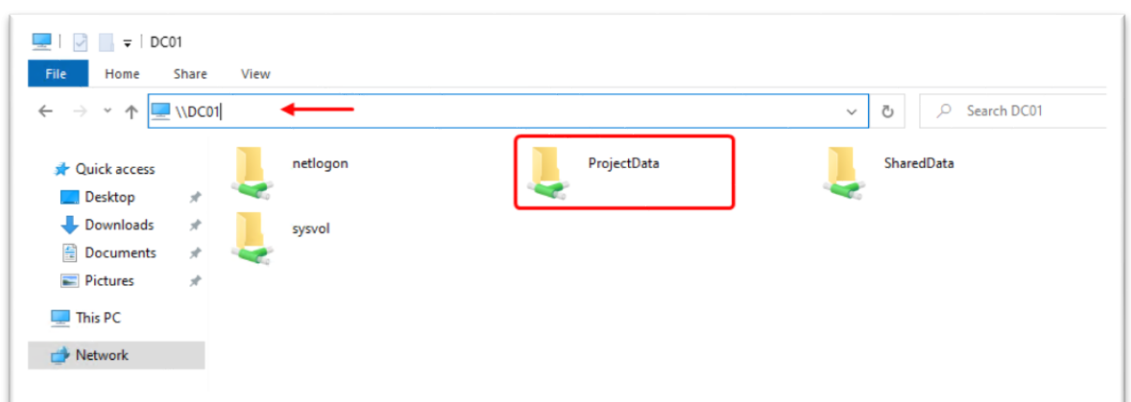 DC01
File Home Share View
\\DC01
Search DC01
Quick access
Desktop
Downloads
Documents
Pictures
This PC
Network
netlogon
ProjectData
SharedData
sysvol